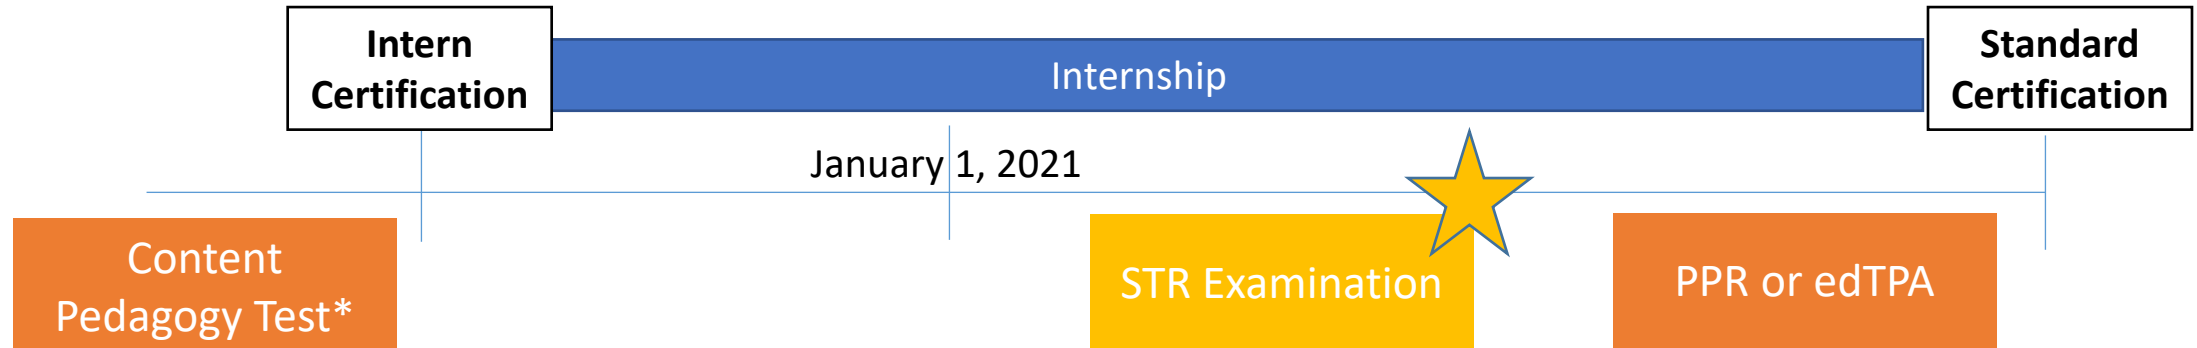 Intern
Certification
Internship
Standard
Certification
January 1, 2021
Content
Pedagogy Test*
STR Examination
PPR or edTPA